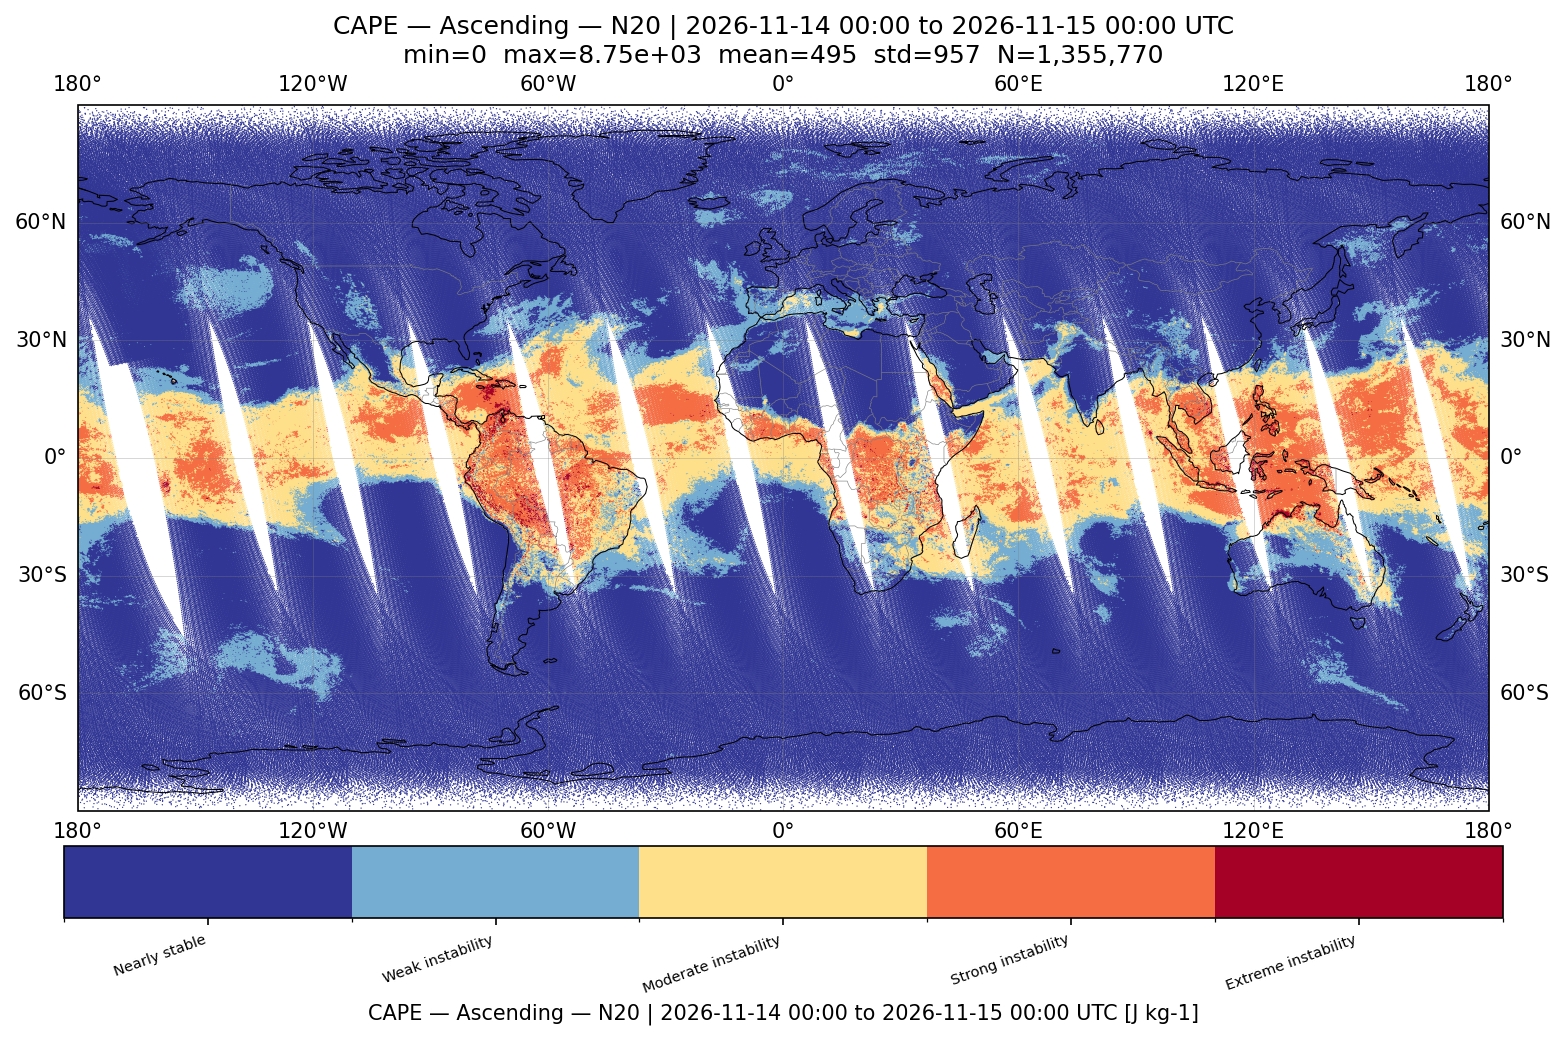 CAPE — Ascending — N20 | 2026-11-14 00:00 to 2026-11-15 00:00 UTC
min=0 max=8.75e+03 mean=495 std=957 N=1,355,770
180° 120°W 60°W 0° 60°E 120°E 180°
60°N 60°N
30°N 30°N
0° 0°
30°S 30°S
60°S 60°S
180° 120°W 60°W 0° 60°E 120°E 180°
Nearly stable Weak instability Moderate instability Strong instability Extreme instability
CAPE — Ascending — N20 | 2026-11-14 00:00 to 2026-11-15 00:00 UTC [J kg-1]